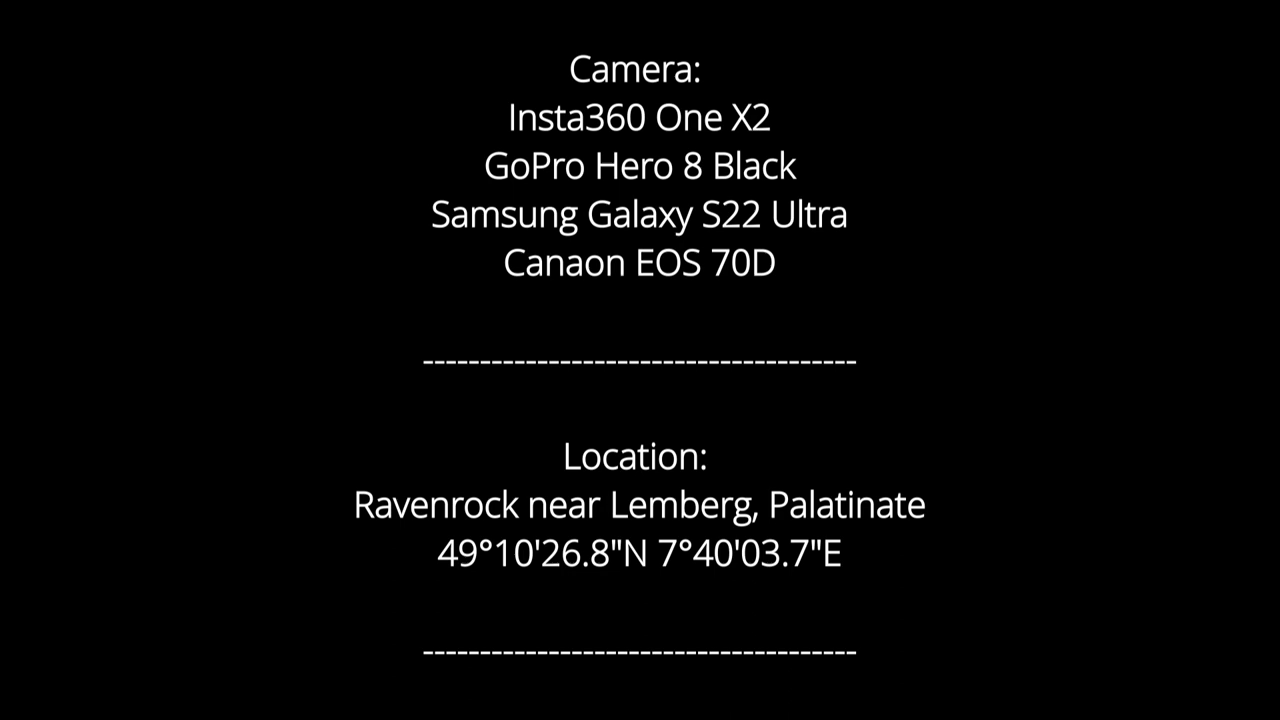 Camera:
Insta360 One X2
GoPro Hero 8 Black
Samsung Galaxy S22 Ultra
Canaon EOS 70D
--------------------------------------
Location:
Ravenrock near Lemberg, Palatinate
49°10'26.8"N 7°40'03.7"E
--------------------------------------